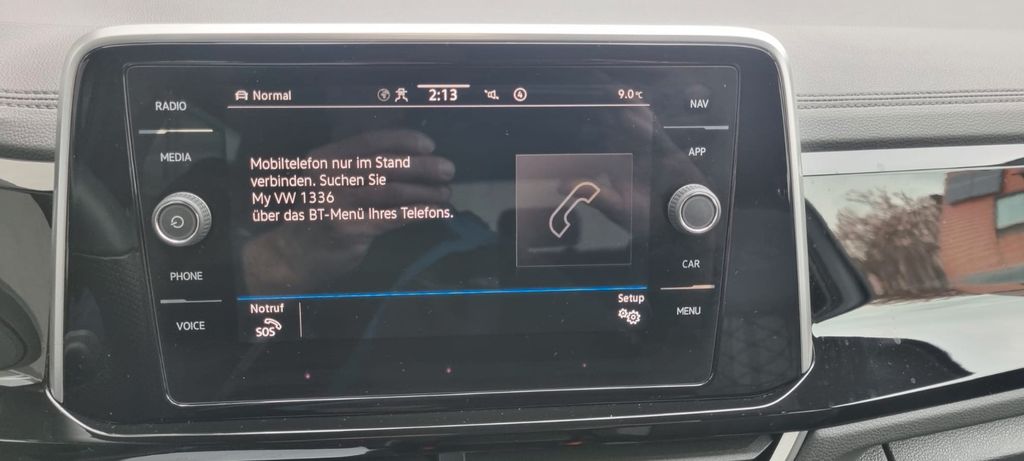 RADIO
MEDIA
PHONE
VOICE
Normal
2:13
4
9.0°C
Mobiltelefon nur im Stand
verbinden. Suchen Sie
My VW 1336
über das BT-Menü Ihres Telefons.
Notruf
SOS
Setup
NAV
APP
CAR
MENU